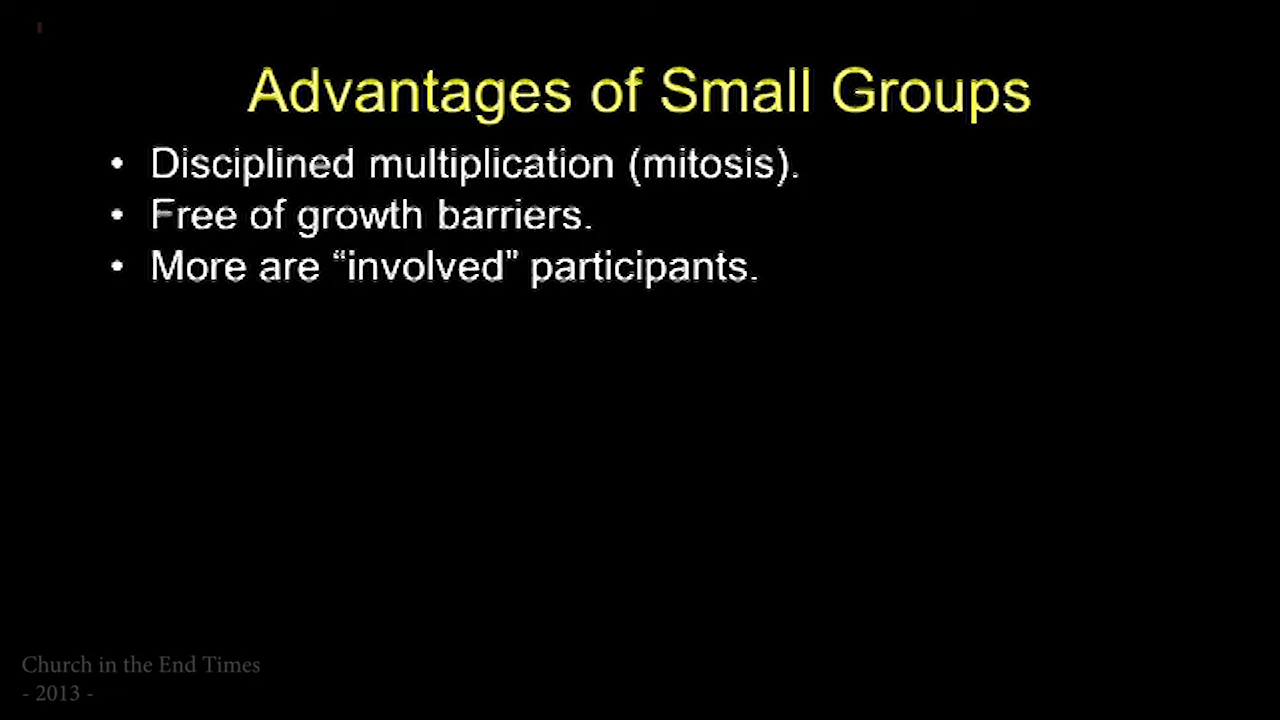 Advantages of Small Groups
• Disciplined multiplication (mitosis).
• Free of growth barriers.
• More are “involved” participants.
Church in the End Times
- 2013 -